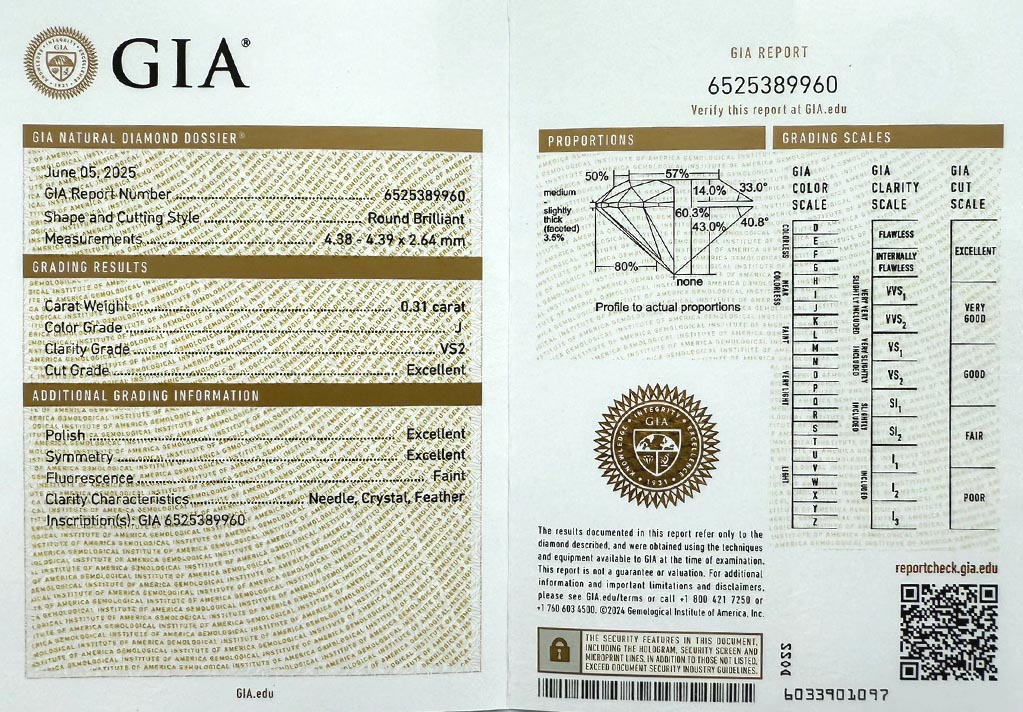 GIA®
GIA NATURAL DIAMOND DOSSIER®
June 05, 2025
GIA Report Number 6525389960
Shape and Cutting Style Round Brilliant
Measurements 4.38 - 4.39 x 2.64 mm
GRADING RESULTS
Carat Weight 0.31 carat
Color Grade J
Clarity Grade VS2
Cut Grade Excellent
ADDITIONAL GRADING INFORMATION
Polish Excellent
Symmetry Excellent
Fluorescence Faint
Clarity Characteristics Needle, Crystal, Feather
Inscription(s): GIA 6525389960
GIA.edu
GIA REPORT
6525389960
Verify this report at GIA.edu
PROPORTIONS
50%
57%
medium
14.0%
33.0°
slightly
thick
(faceted)
3.5%
60.3%
43.0%
40.8°
80%
none
Profile to actual proportions
KNOWLEDGE · INTEGRITY · EXCELLENCE
GIA
1931
The results documented in this report refer only to the
diamond described, and were obtained using the techniques
and equipment available to GIA at the time of examination.
This report is not a guarantee or valuation. For additional
information and important limitations and disclaimers,
please see GIA.edu/terms or call +1 800 421 7250 or
+1 760 603 4500. ©2024 Gemological Institute of America, Inc.
THE SECURITY FEATURES IN THIS DOCUMENT,
INCLUDING THE HOLOGRAM, SECURITY SCREEN AND
MICROPRINT LINES, IN ADDITION TO THOSE NOT LISTED,
EXCEED DOCUMENT SECURITY INDUSTRY GUIDELINES.
GRADING SCALES
GIA
COLOR
SCALE
COLORLESS
NEAR
COLORLESS
FAINT
VERY LIGHT
LIGHT
D
E
F
G
H
I
J
K
L
M
N
O
P
Q
R
S
T
U
V
W
X
Y
Z
GIA
CLARITY
SCALE
FLAWLESS
INTERNALLY
FLAWLESS
VERY VERY
SLIGHTLY INCLUDED
VVS1
VVS2
VERY SLIGHTLY
INCLUDED
VS1
VS2
SLIGHTLY
INCLUDED
SI1
SI2
INCLUDED
I1
I2
I3
GIA
CUT
SCALE
EXCELLENT
VERY
GOOD
GOOD
FAIR
POOR
reportcheck.gia.edu
6033901097